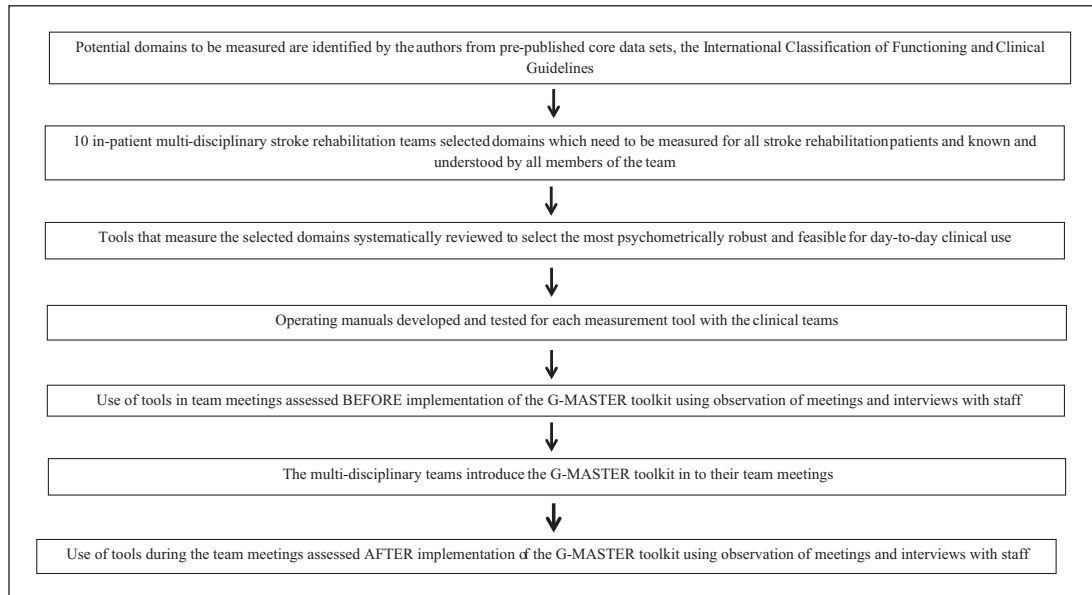 Potential domains to be measured are identified by the authors from pre-published core data sets, the International Classification of Functioning and Clinical
Guidelines
10 in-patient multi-disciplinary stroke rehabilitation teams selected domains which need to be measured for all stroke rehabilitation patients and known and
understood by all members of the team
Tools that measure the selected domains systematically reviewed to select the most psychometrically robust and feasible for day-to-day clinical use
Operating manuals developed and tested for each measurement tool with the clinical teams
Use of tools in team meetings assessed BEFORE implementation of the G-MASTER toolkit using observation of meetings and interviews with staff
The multi-disciplinary teams introduce the G-MASTER toolkit in to their team meetings
Use of tools during the team meetings assessed AFTER implementation of the G-MASTER toolkit using observation of meetings and interviews with staff